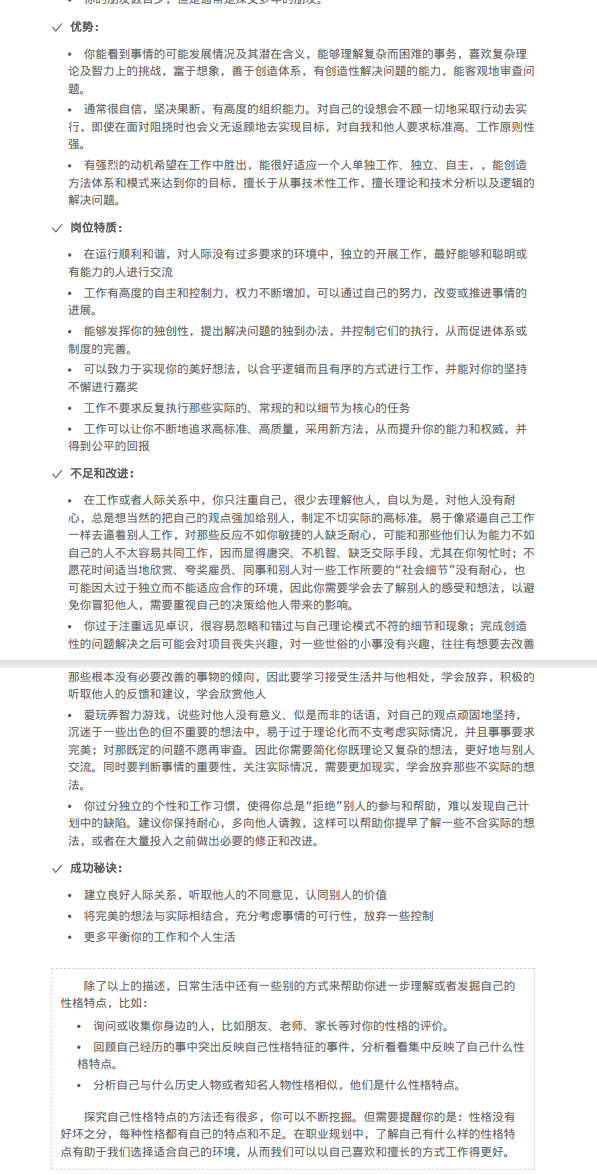 • 你的朋友数目少，但是通常是深交多年的朋友。
✓ 优势：
• 你能看到事情的可能发展情况及其潜在含义，能够理解复杂而困难的事务，喜欢复杂理
论及智力上的挑战，富于想象，善于创造体系，有创造性解决问题的能力，能客观地审查问
题。
• 通常很自信，坚决果断，有高度的组织能力。对自己的设想会不顾一切地采取行动去实
行，即使在面对阻挠时也会义无返顾地去实现目标，对自我和他人要求标准高、工作原则性
强。
• 有强烈的动机希望在工作中胜出，能很好适应一个人单独工作、独立、自主，，能创造
方法体系和模式来达到你的目标，擅长于从事技术性工作，擅长理论和技术分析以及逻辑的
解决问题。
✓ 岗位特质：
• 在运行顺利和谐，对人际没有过多要求的环境中，独立的开展工作，最好能够和聪明或
有能力的人进行交流
• 工作有高度的自主和控制力，权力不断增加，可以通过自己的努力，改变或推进事情的
进展。
• 能够发挥你的独创性，提出解决问题的独到办法，并控制它们的执行，从而促进体系或
制度的完善。
• 可以致力于实现你的美好想法，以合乎逻辑而且有序的方式进行工作，并能对你的坚持
不懈进行嘉奖
• 工作不要求反复执行那些实际的、常规的和以细节为核心的任务
• 工作可以让你不断地追求高标准、高质量，采用新方法，从而提升你的能力和权威，并
得到公平的回报
✓ 不足和改进：
• 在工作或者人际关系中，你只注重自己，很少去理解他人，自以为是，对他人没有耐
心，总是想当然的把自己的观点强加给别人，制定不切实际的高标准。易于像紧逼自己工作
一样去逼着别人工作，对那些反应不如你敏捷的人缺乏耐心，可能和那些他们认为能力不如
自己的人不太容易共同工作，因而显得唐突、不机智、缺乏交际手段，尤其在你匆忙时；不
愿花时间适当地欣赏、夸奖雇员、同事和别人对一些工作所要的“社会细节”没有耐心，也
可能因太过于独立而不能适应合作的环境，因此你需要学会去了解别人的感受和想法，以避
免你冒犯他人，需要重视自己的决策给他人带来的影响。
• 你过于注重远见卓识，很容易忽略和错过与自己理论模式不符的细节和现象；完成创造
性的问题解决之后可能会对项目丧失兴趣，对一些世俗的小事没有兴趣，往往有想要去改善
那些根本没有必要改善的事物的倾向，因此要学习接受生活并与他相处，学会放弃，积极的
听取他人的反馈和建议，学会欣赏他人
• 爱玩弄智力游戏，说些对他人没有意义、似是而非的话语，对自己的观点顽固地坚持，
沉迷于一些出色的但不重要的想法中，易于过于理论化而不支考虑实际情况，并且事事要求
完美；对那既定的问题不愿再审查。因此你需要简化你既理论又复杂的想法，更好地与别人
交流。同时要判断事情的重要性，关注实际情况，需要更加现实，学会放弃那些不实际的想
法。
• 你过分独立的个性和工作习惯，使得你总是“拒绝”别人的参与和帮助，难以发现自己计
划中的缺陷。建议你保持耐心，多向他人请教，这样可以帮助你提早了解一些不合实际的想
法，或者在大量投入之前做出必要的修正和改进。
✓ 成功秘诀：
• 建立良好人际关系，听取他人的不同意见，认同别人的价值
• 将完美的想法与实际相结合，充分考虑事情的可行性，放弃一些控制
• 更多平衡你的工作和个人生活
除了以上的描述，日常生活中还有一些别的方式来帮助你进一步理解或者发掘自己的
性格特点，比如：
• 询问或收集你身边的人，比如朋友、老师、家长等对你的性格的评价。
• 回顾自己经历的事中突出反映自己性格特征的事件，分析看看集中反映了自己什么性
格特点。
• 分析自己与什么历史人物或者知名人物性格相似，他们是什么性格特点。
探究自己性格特点的方法还有很多，你可以不断挖掘。但需要提醒你的是：性格没有
好坏之分，每种性格都有自己的特点和不足。在职业规划中，了解自己有什么样的性格特
点有助于我们选择适合自己的环境，从而我们可以以自己喜欢和擅长的方式工作得更好。